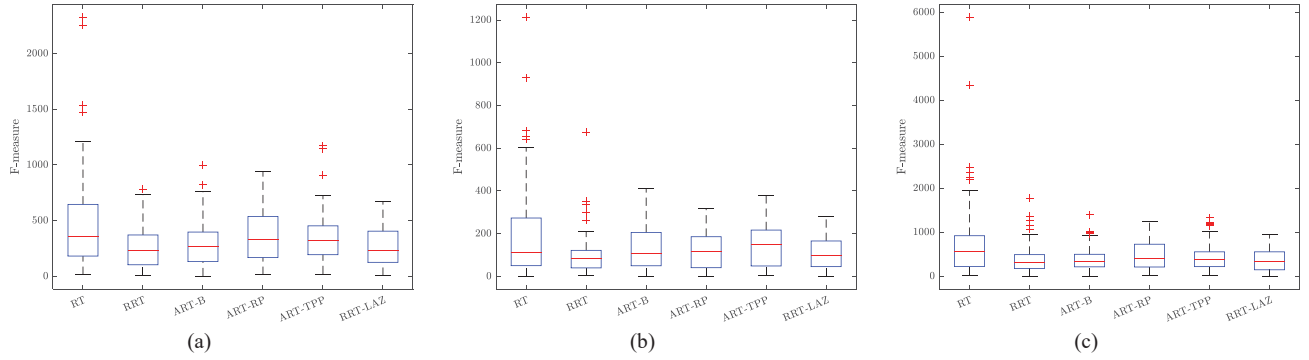 2000
1500
1000
500
0
F-measure
RT
RRT
ART-B
ART-RP
ART-TPP
RRT-LAZ
(a)
1200
1000
800
600
400
200
0
F-measure
RT
RRT
ART-B
ART-RP
ART-TPP
RRT-LAZ
(b)
6000
5000
4000
3000
2000
1000
0
F-measure
RT
RRT
ART-B
ART-RP
ART-TPP
RRT-LAZ
(c)